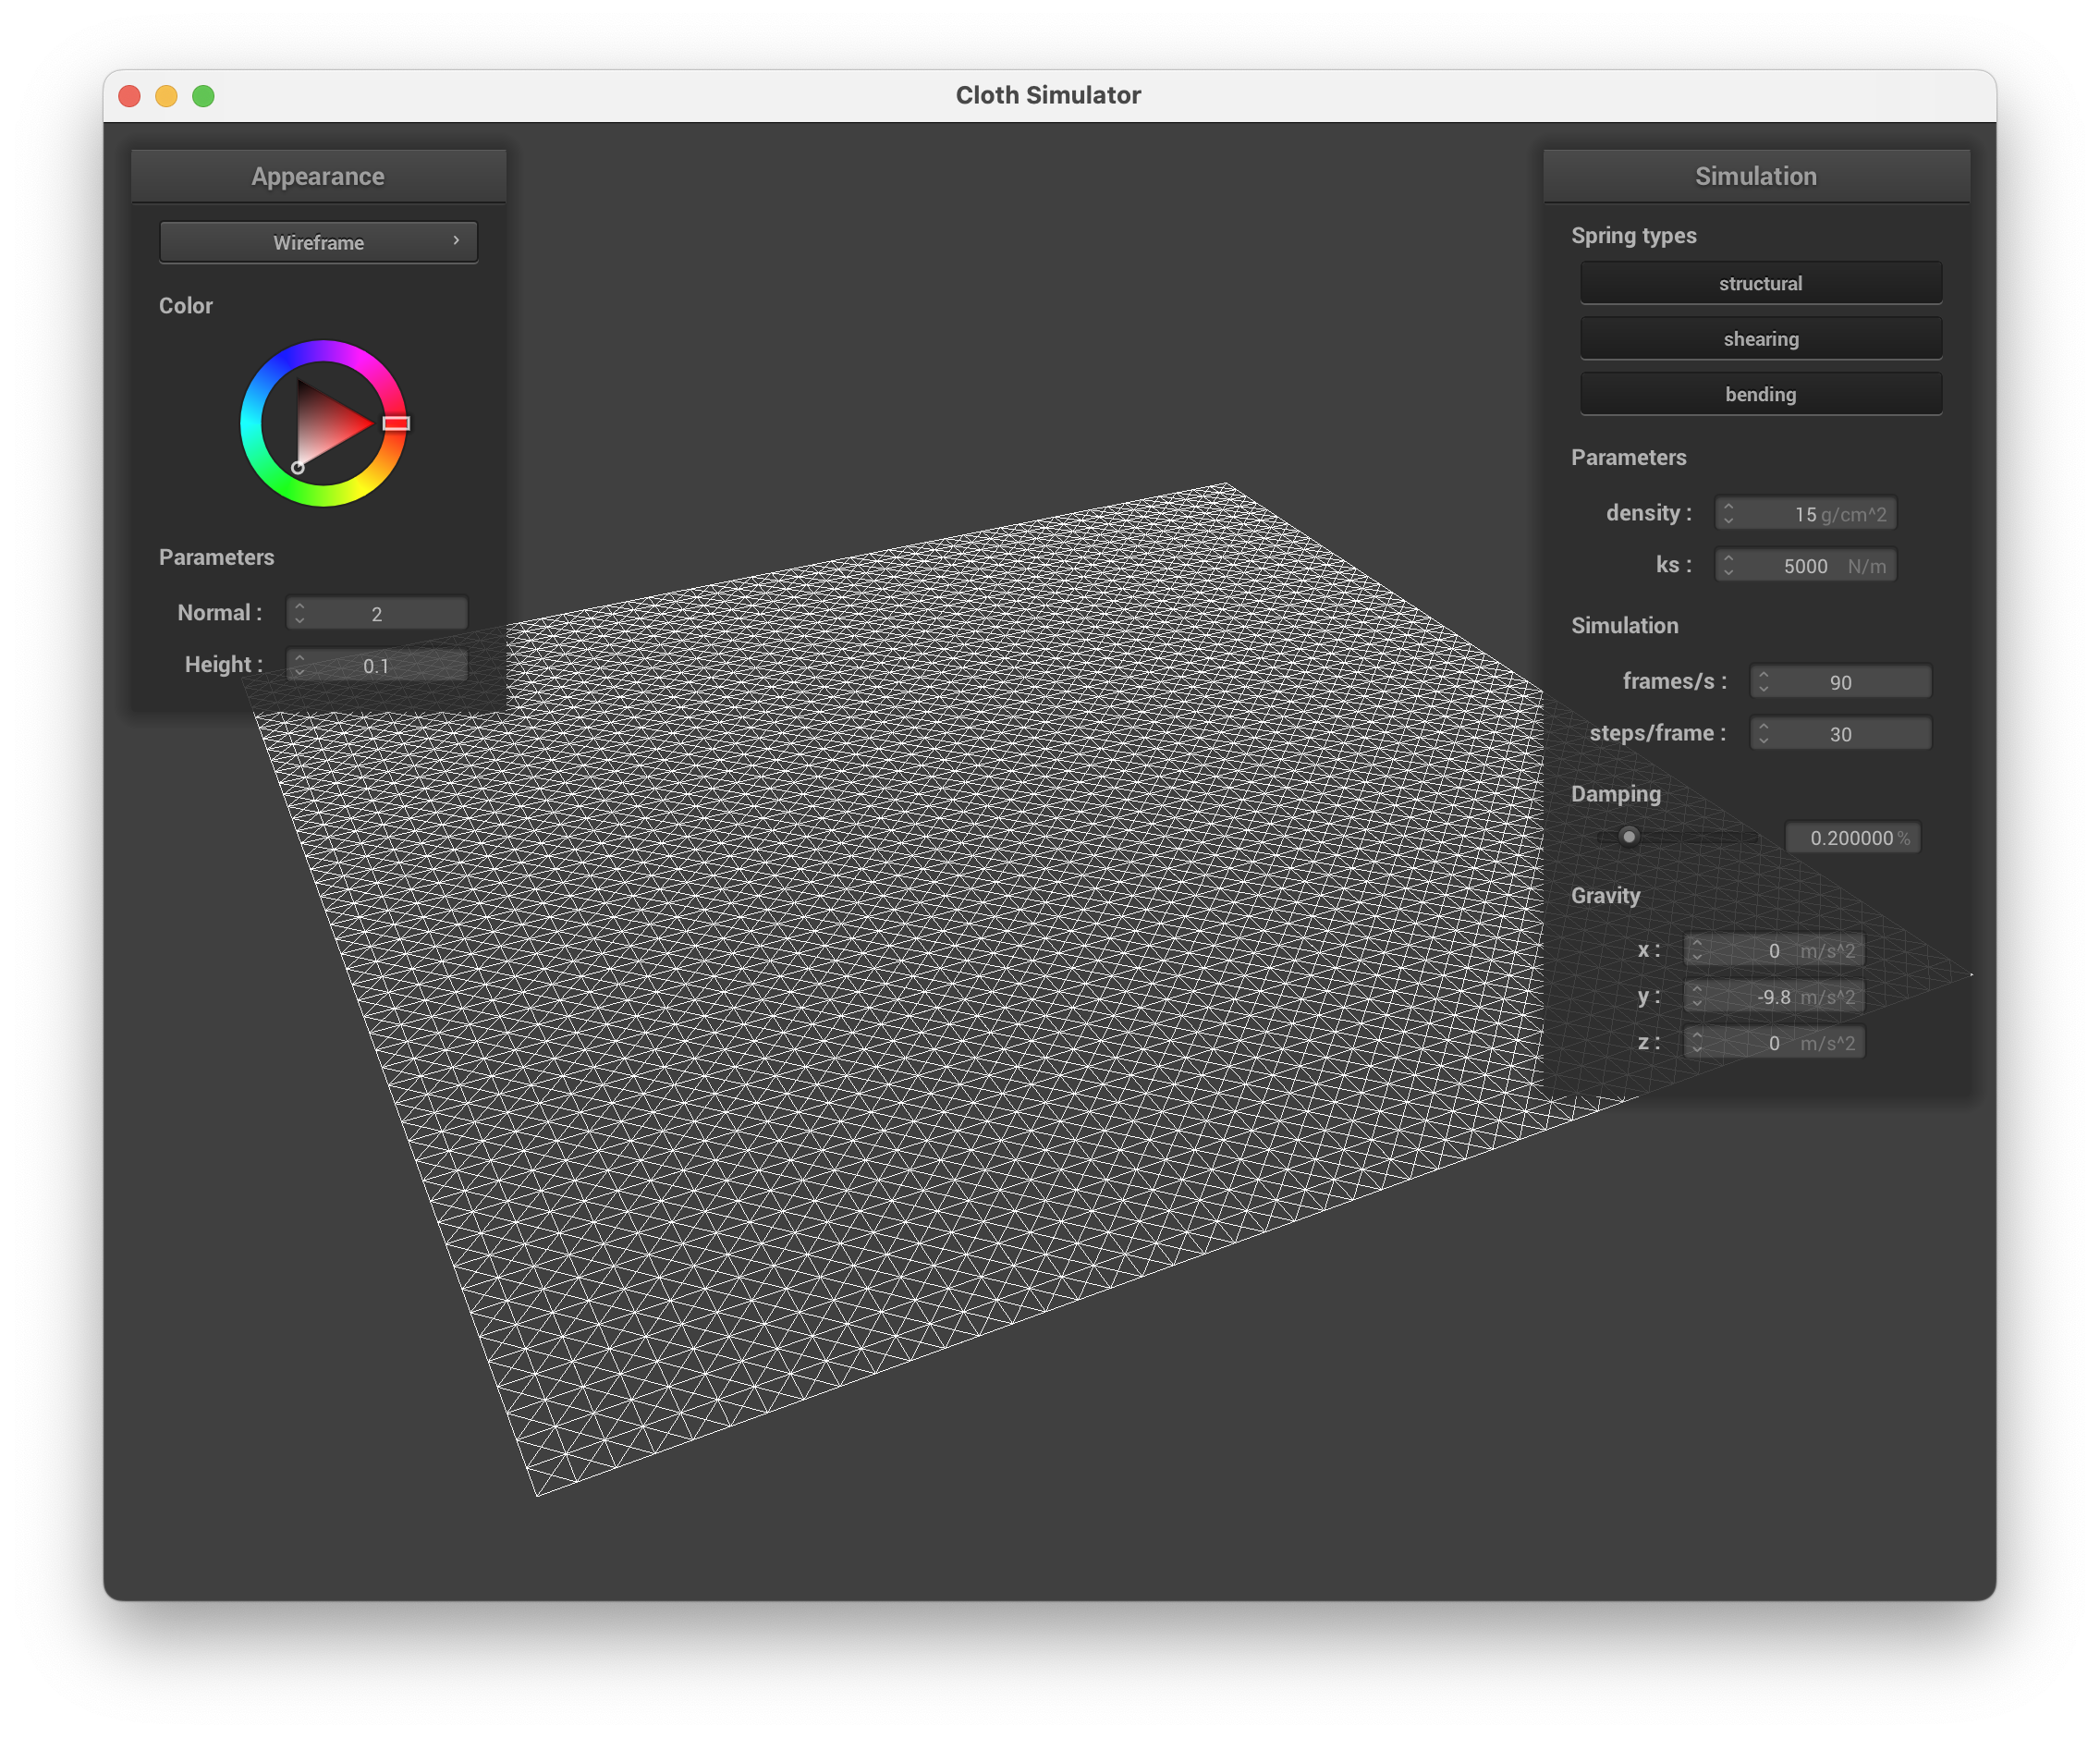 Cloth Simulator
Appearance
Wireframe
Color
Parameters
Normal : 2
Height : 0.1
Simulation
Spring types
structural
shearing
bending
Parameters
density : 15 g/cm^2
ks : 5000 N/m
Simulation
frames/s : 90
steps/frame : 30
Damping
0.200000 %
Gravity
x : 0 m/s^2
y : -9.8 m/s^2
z : 0 m/s^2